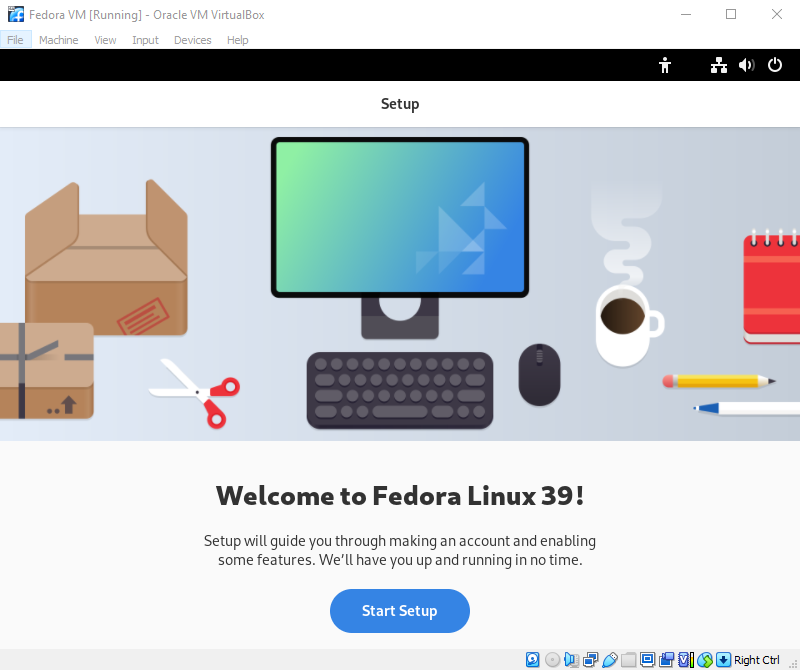 Fedora VM [Running] - Oracle VM VirtualBox
File Machine View Input Devices Help
Setup
Welcome to Fedora Linux 39!
Setup will guide you through making an account and enabling
some features. We’ll have you up and running in no time.
Start Setup
Right Ctrl